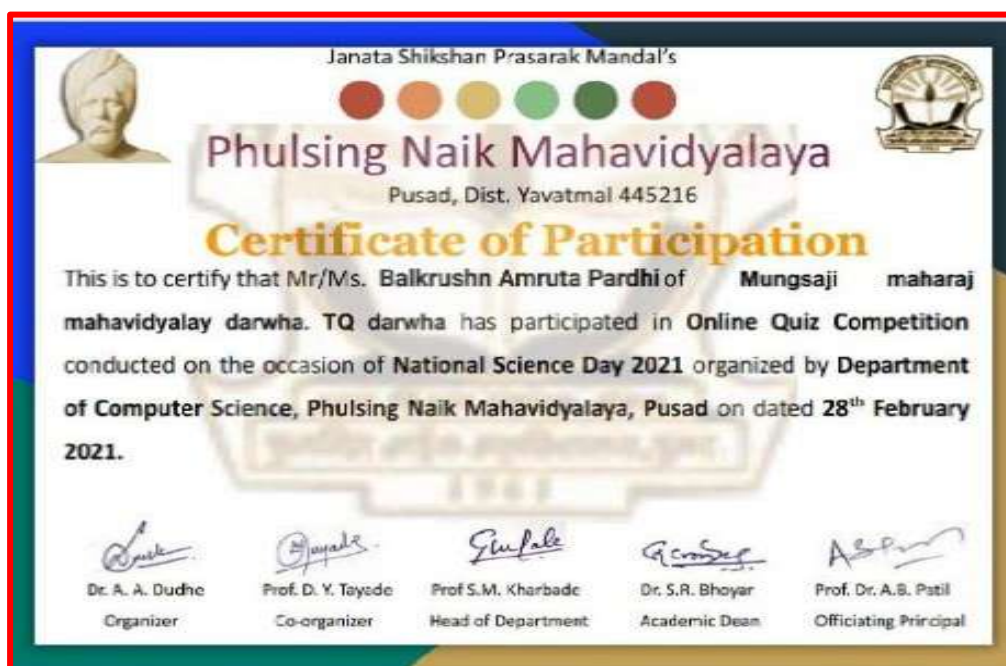 Janata Shikshan Prasarak Mandal's
Phulsing Naik Mahavidyalaya
Pusad, Dist. Yavatmal 445216
Certificate of Participation
This is to certify that Mr/Ms. Balkrushn Amruta Pardhi of Mungsaji maharaj
mahavidyalay darwha. TQ darwha has participated in Online Quiz Competition
conducted on the occasion of National Science Day 2021 organized by Department
of Computer Science, Phulsing Naik Mahavidyalaya, Pusad on dated 28th February
2021.
Dr. A. A. Dudhe Prof. D. Y. Tayade Prof S.M. Kharbade Dr. S.R. Bhoyar Prof. Dr. A.B. Patil
Organizer Co-organizer Head of Department Academic Dean Officiating Principal